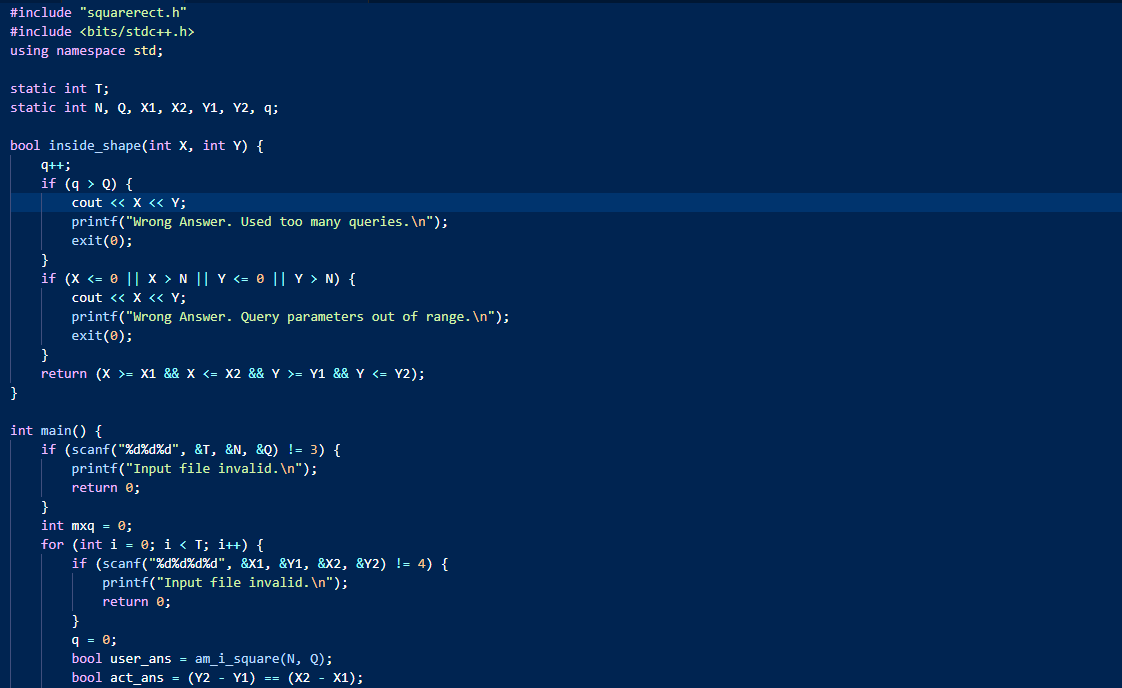 #include "squarerect.h"
#include <bits/stdc++.h>
using namespace std;

static int T;
static int N, Q, X1, X2, Y1, Y2, q;

bool inside_shape(int X, int Y) {
    q++;
    if (q > Q) {
        cout << X << Y;
        printf("Wrong Answer. Used too many queries.\n");
        exit(0);
    }
    if (X <= 0 || X > N || Y <= 0 || Y > N) {
        cout << X << Y;
        printf("Wrong Answer. Query parameters out of range.\n");
        exit(0);
    }
    return (X >= X1 && X <= X2 && Y >= Y1 && Y <= Y2);
}

int main() {
    if (scanf("%d%d%d", &T, &N, &Q) != 3) {
        printf("Input file invalid.\n");
        return 0;
    }
    int mxq = 0;
    for (int i = 0; i < T; i++) {
        if (scanf("%d%d%d%d", &X1, &Y1, &X2, &Y2) != 4) {
            printf("Input file invalid.\n");
            return 0;
        }
        q = 0;
        bool user_ans = am_i_square(N, Q);
        bool act_ans = (Y2 - Y1) == (X2 - X1);